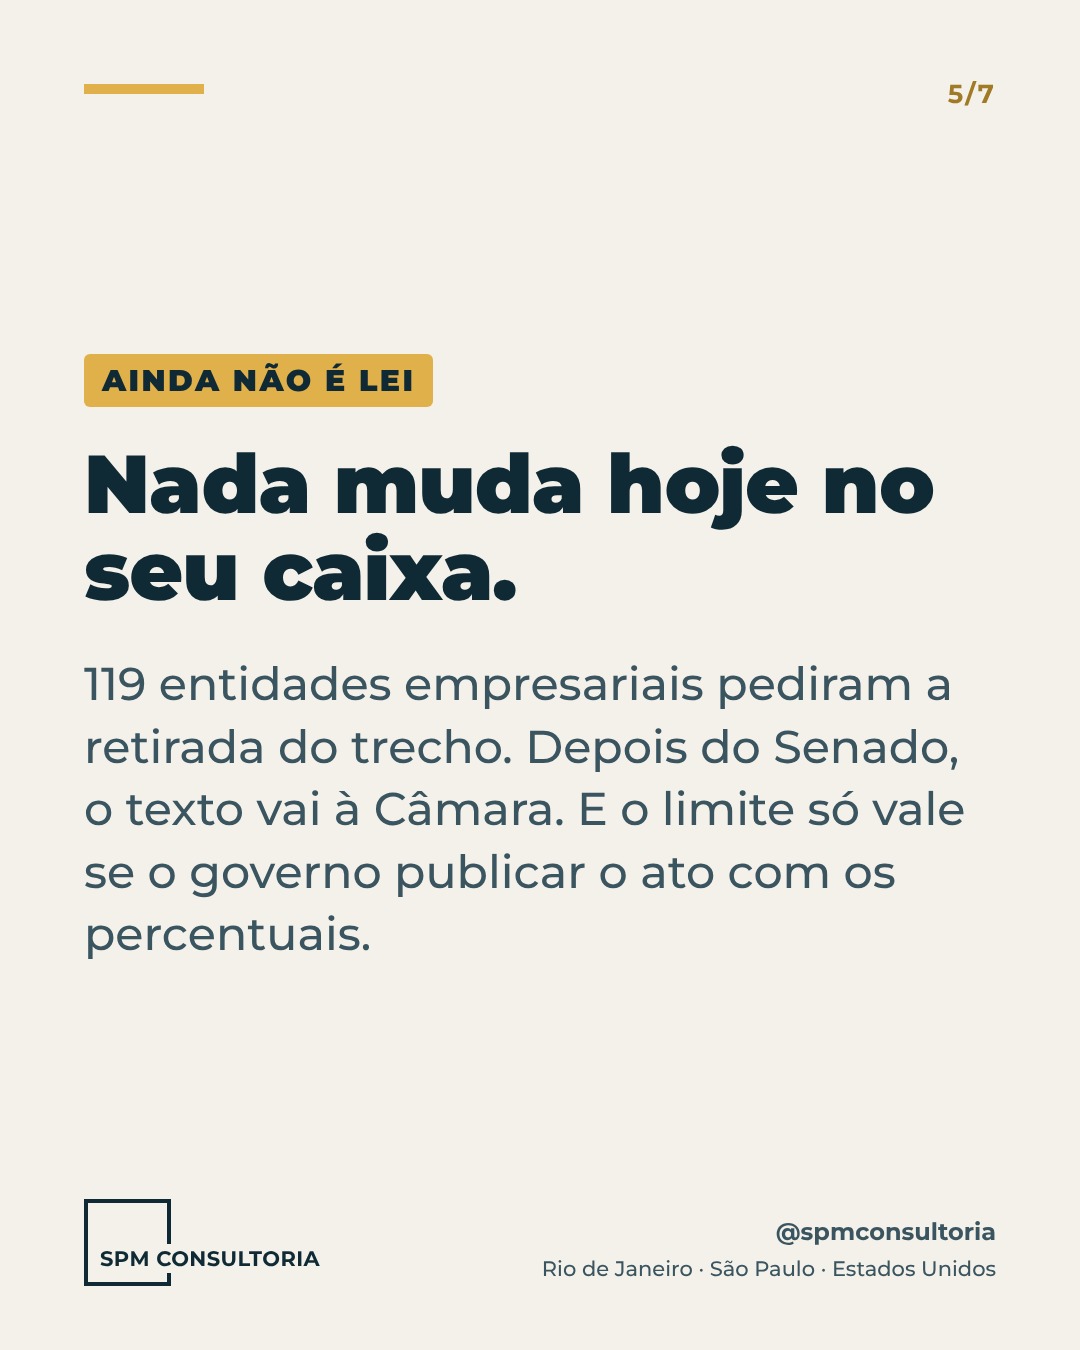 5/7
AINDA NÃO É LEI
Nada muda hoje no
seu caixa.
119 entidades empresariais pediram a
retirada do trecho. Depois do Senado,
o texto vai à Câmara. E o limite só vale
se o governo publicar o ato com os
percentuais.
SPM CONSULTORIA
@spmconsultoria
Rio de Janeiro · São Paulo · Estados Unidos